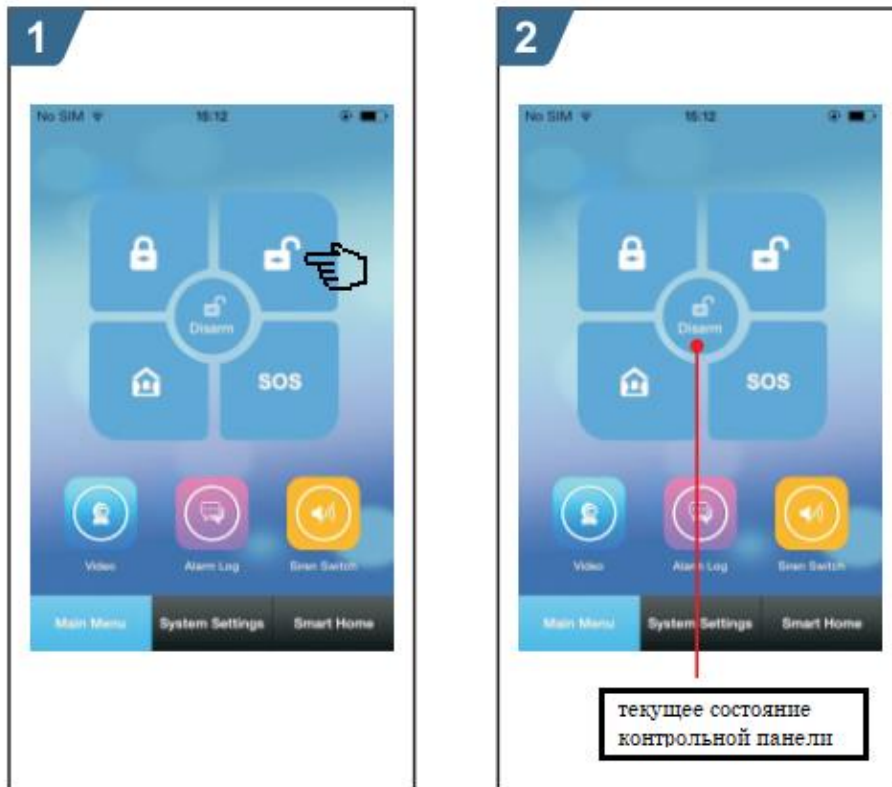 1
No SIM 15:12
Disarm
SOS
Video Alarm Log Siren Switch
Main Menu System Settings Smart Home
2
No SIM 15:12
Disarm
SOS
Video Alarm Log Siren Switch
Main Menu System Settings Smart Home
текущее состояние
контрольной панели